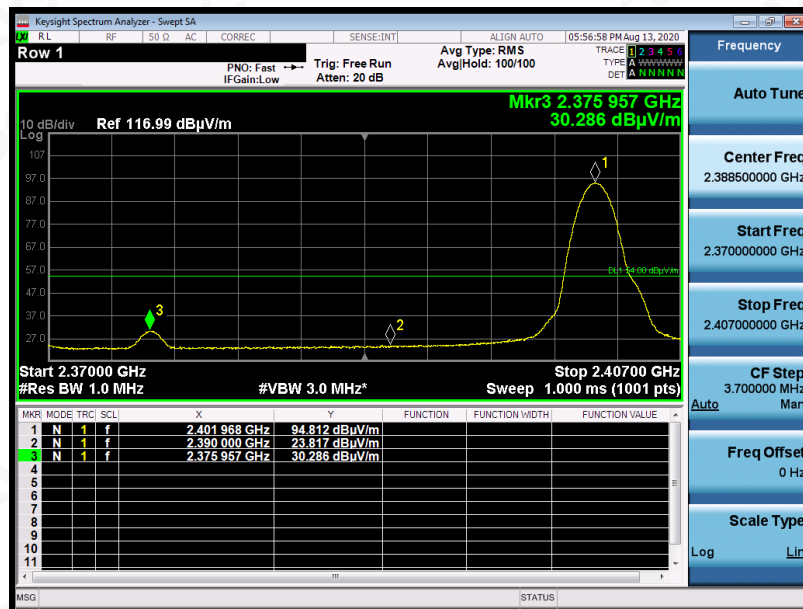 Keysight Spectrum Analyzer - Swept SA
LXI RL RF 50 Ω AC CORREC SENSE:INT ALIGN AUTO 05:56:58 PM Aug 13, 2020
Row 1
PNO: Fast
IFGain:Low
Trig: Free Run
Atten: 20 dB
Avg Type: RMS
Avg|Hold: 100/100
TRACE 1 2 3 4 5 6
TYPE A WWWWW
DET A N N N N N
Mkr3 2.375 957 GHz
30.286 dBµV/m
10 dB/div Ref 116.99 dBµV/m
Log
107
97.0
87.0
77.0
67.0
57.0
47.0
37.0
27.0
1
DL1 54.00 dBµV/m
3
2
Start 2.37000 GHz Stop 2.40700 GHz
#Res BW 1.0 MHz #VBW 3.0 MHz* Sweep 1.000 ms (1001 pts)
MKR MODE TRC SCL X Y FUNCTION FUNCTION WIDTH FUNCTION VALUE
1 N 1 f 2.401 968 GHz 94.812 dBµV/m
2 N 1 f 2.390 000 GHz 23.817 dBµV/m
3 N 1 f 2.375 957 GHz 30.286 dBµV/m
4
5
6
7
8
9
10
11
MSG STATUS
Frequency
Auto Tune
Center Freq
2.388500000 GHz
Start Freq
2.370000000 GHz
Stop Freq
2.407000000 GHz
CF Step
3.700000 MHz
Auto Man
Freq Offset
0 Hz
Scale Type
Log Lin